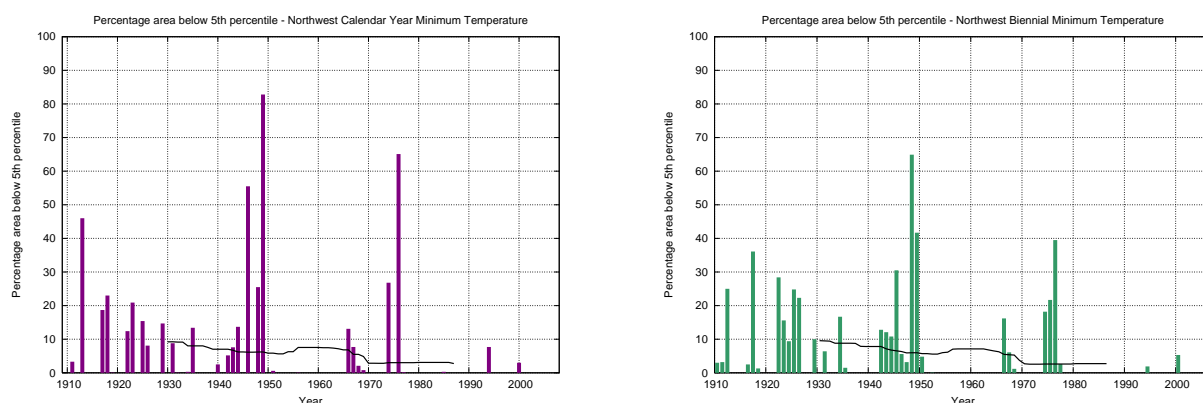 Percentage area below 5th percentile - Northwest Calendar Year Minimum Temperature
Percentage area below 5th percentile
100
90
80
70
60
50
40
30
20
10
0
1910 1920 1930 1940 1950 1960 1970 1980 1990 2000
Year
Percentage area below 5th percentile - Northwest Biennial Minimum Temperature
Percentage area below 5th percentile
100
90
80
70
60
50
40
30
20
10
0
1910 1920 1930 1940 1950 1960 1970 1980 1990 2000
Year